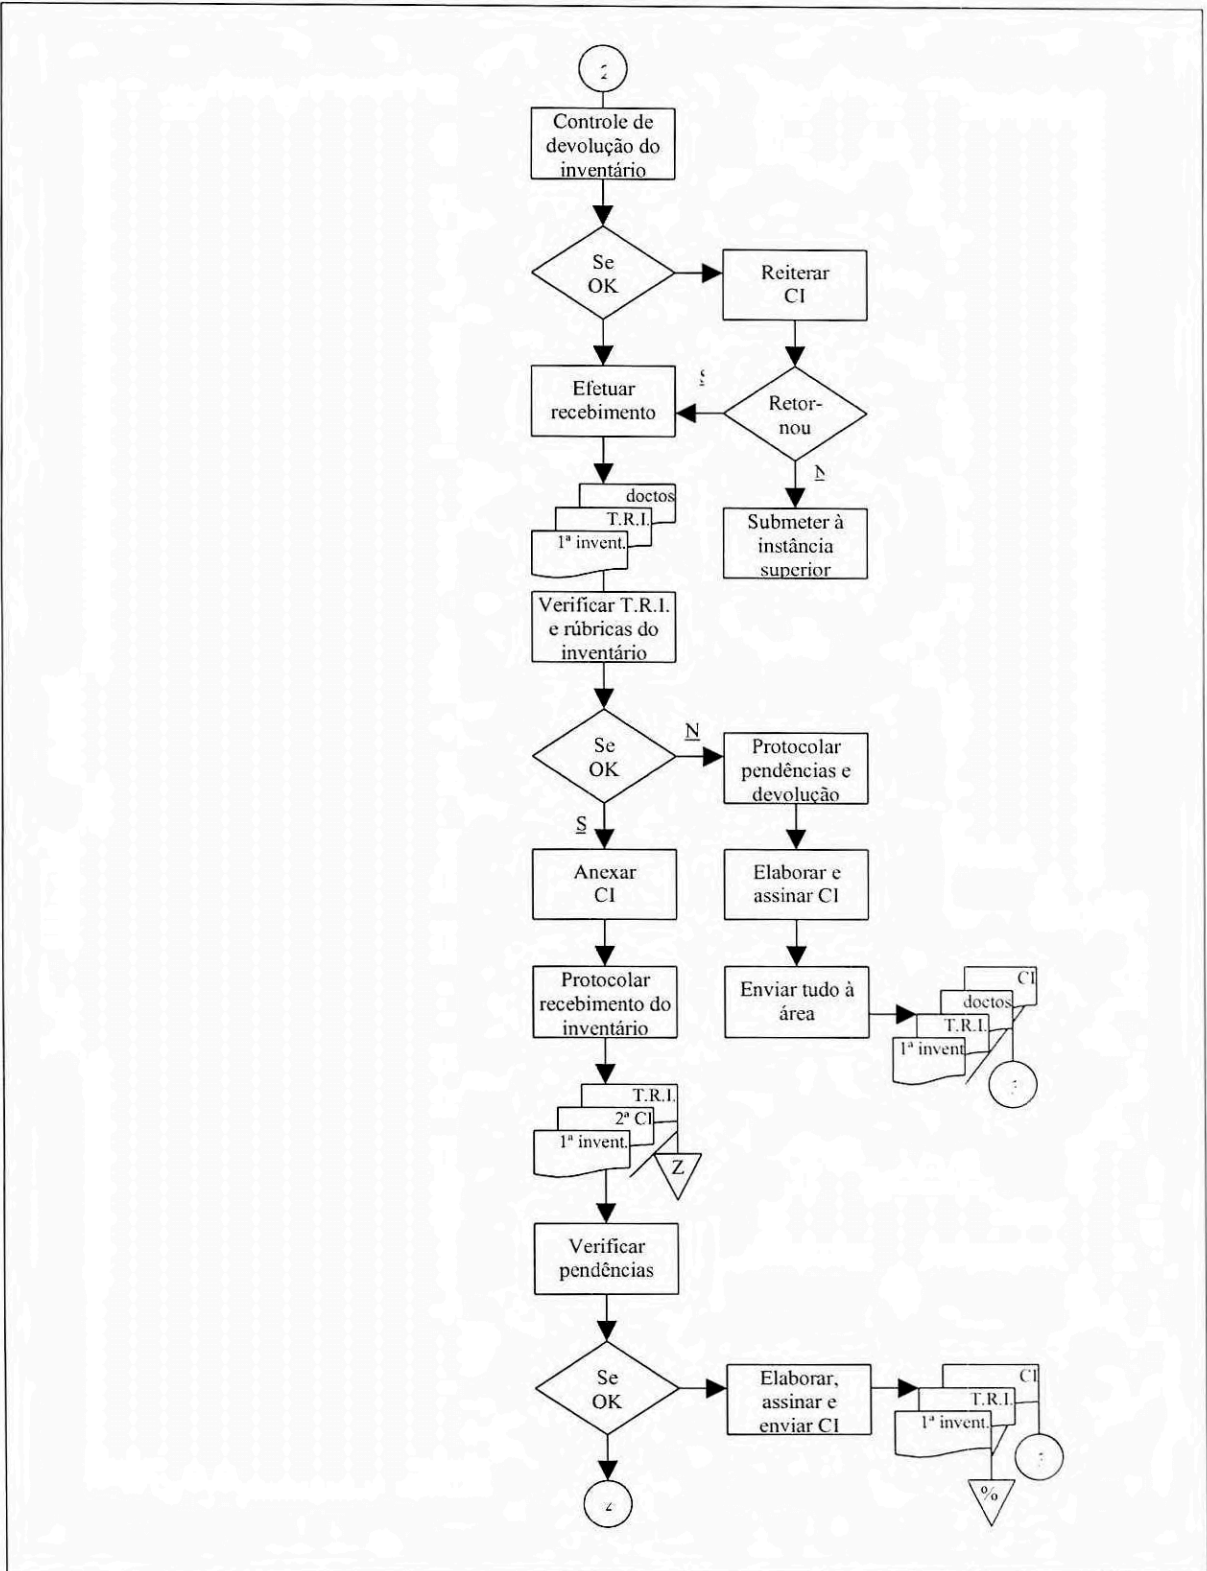 Controle de
devolução do
inventário
Se
OK
Reiterar
CI
Efetuar
recebimento
Retor-
nou
doctos
T.R.I.
1ª invent.
Submeter à
instância
superior
Verificar T.R.I.
e rúbricas do
inventário
Se
OK
N
Protocolar
pendências e
devolução
S
Anexar
CI
Elaborar e
assinar CI
Protocolar
recebimento do
inventário
Enviar tudo à
área
CI
doctos
T.R.I.
1ª invent
T.R.I.
2ª CI
1ª invent.
Z
Verificar
pendências
Se
OK
Elaborar,
assinar e
enviar CI
CI
T.R.I.
1ª invent.
%